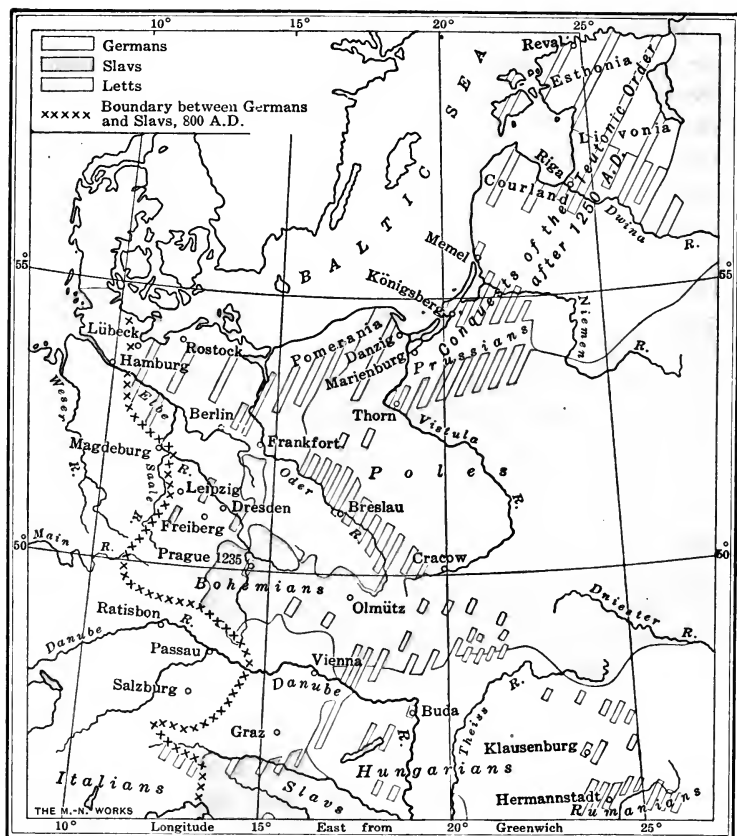 10° 15° 20° 25°
Germans
Slavs
Letts
××××× Boundary between Germans
and Slavs, 800 A.D.
Reval
Esthonia
Livonia
Riga
Courland
Dwina R.
Conquests of the Teutonic Order
after 1250 A.D.
BALTIC SEA
Memel
55° 55°
Königsberg
Niemen R.
Lübeck
Rostock
Pomerania
Danzig
Marienburg
Prussians
Hamburg
Weser R.
Elbe R.
Berlin
Thorn
Vistula R.
Frankfort
Magdeburg
Saale R.
Oder R.
Poles
Leipzig
Dresden
Breslau
Freiberg
Main R.
50° 50°
Prague 1235
Cracow
Bohemians
Olmütz
Dniester R.
Ratisbon
Danube R.
Passau
Vienna
Danube R.
Salzburg
Buda
Theiss R.
Graz
Klausenburg
Hungarians
Italians
Slavs
Hermannstadt
Rumanians
THE M.-N. WORKS
10° Longitude 15° East from 20° Greenwich 25°